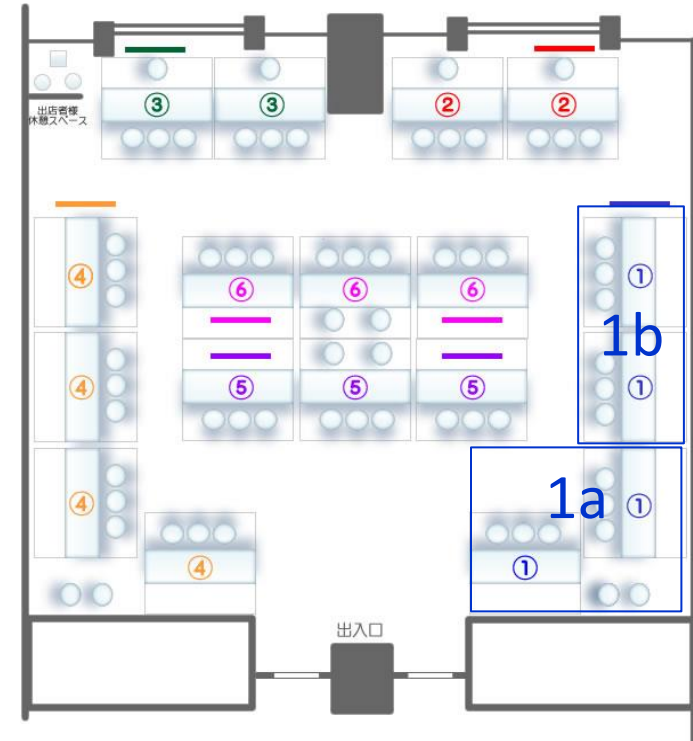 ③ ③ ② ②
出店者様
休憩スペース
④ ⑥ ⑥ ⑥ ①
1b
④ ⑤ ⑤ ⑤ ①
1a
④ ①
④ ①
出入口